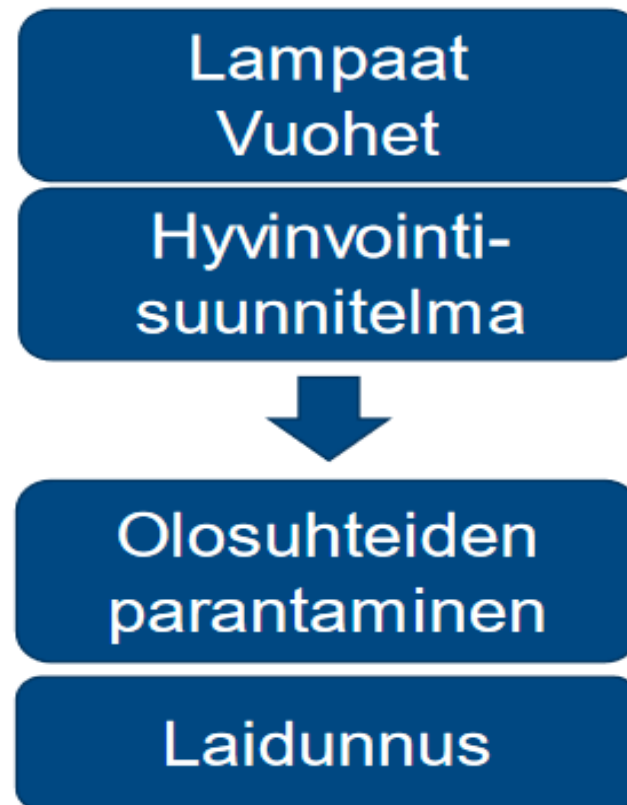 Lampaat
Vuohet
Hyvinvointi-
suunnitelma
Olosuhteiden
parantaminen
Laidunnus